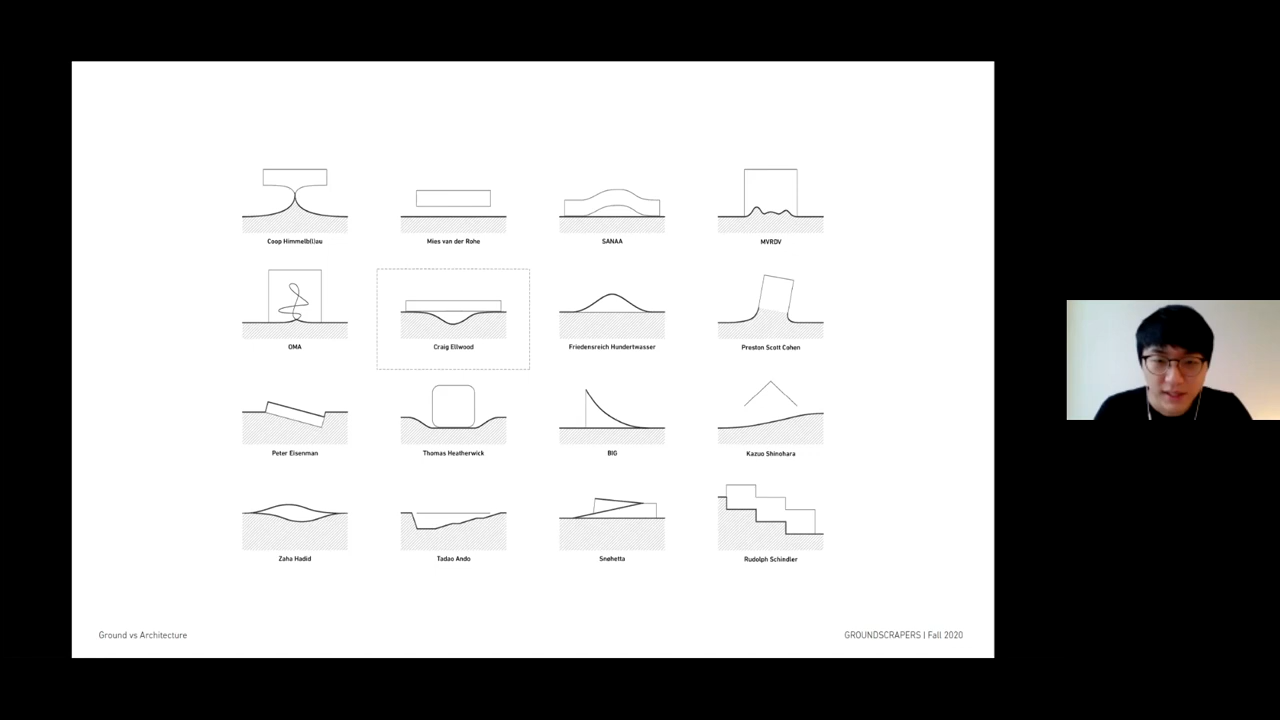 Coop Himmelb(l)au
Mies van der Rohe
SANAA
MVRDV
OMA
Craig Ellwood
Friedensreich Hundertwasser
Preston Scott Cohen
Peter Eisenman
Thomas Heatherwick
BIG
Kazuo Shinohara
Zaha Hadid
Tadao Ando
Snøhetta
Rudolph Schindler
Ground vs Architecture
GROUNDSCRAPERS | Fall 2020